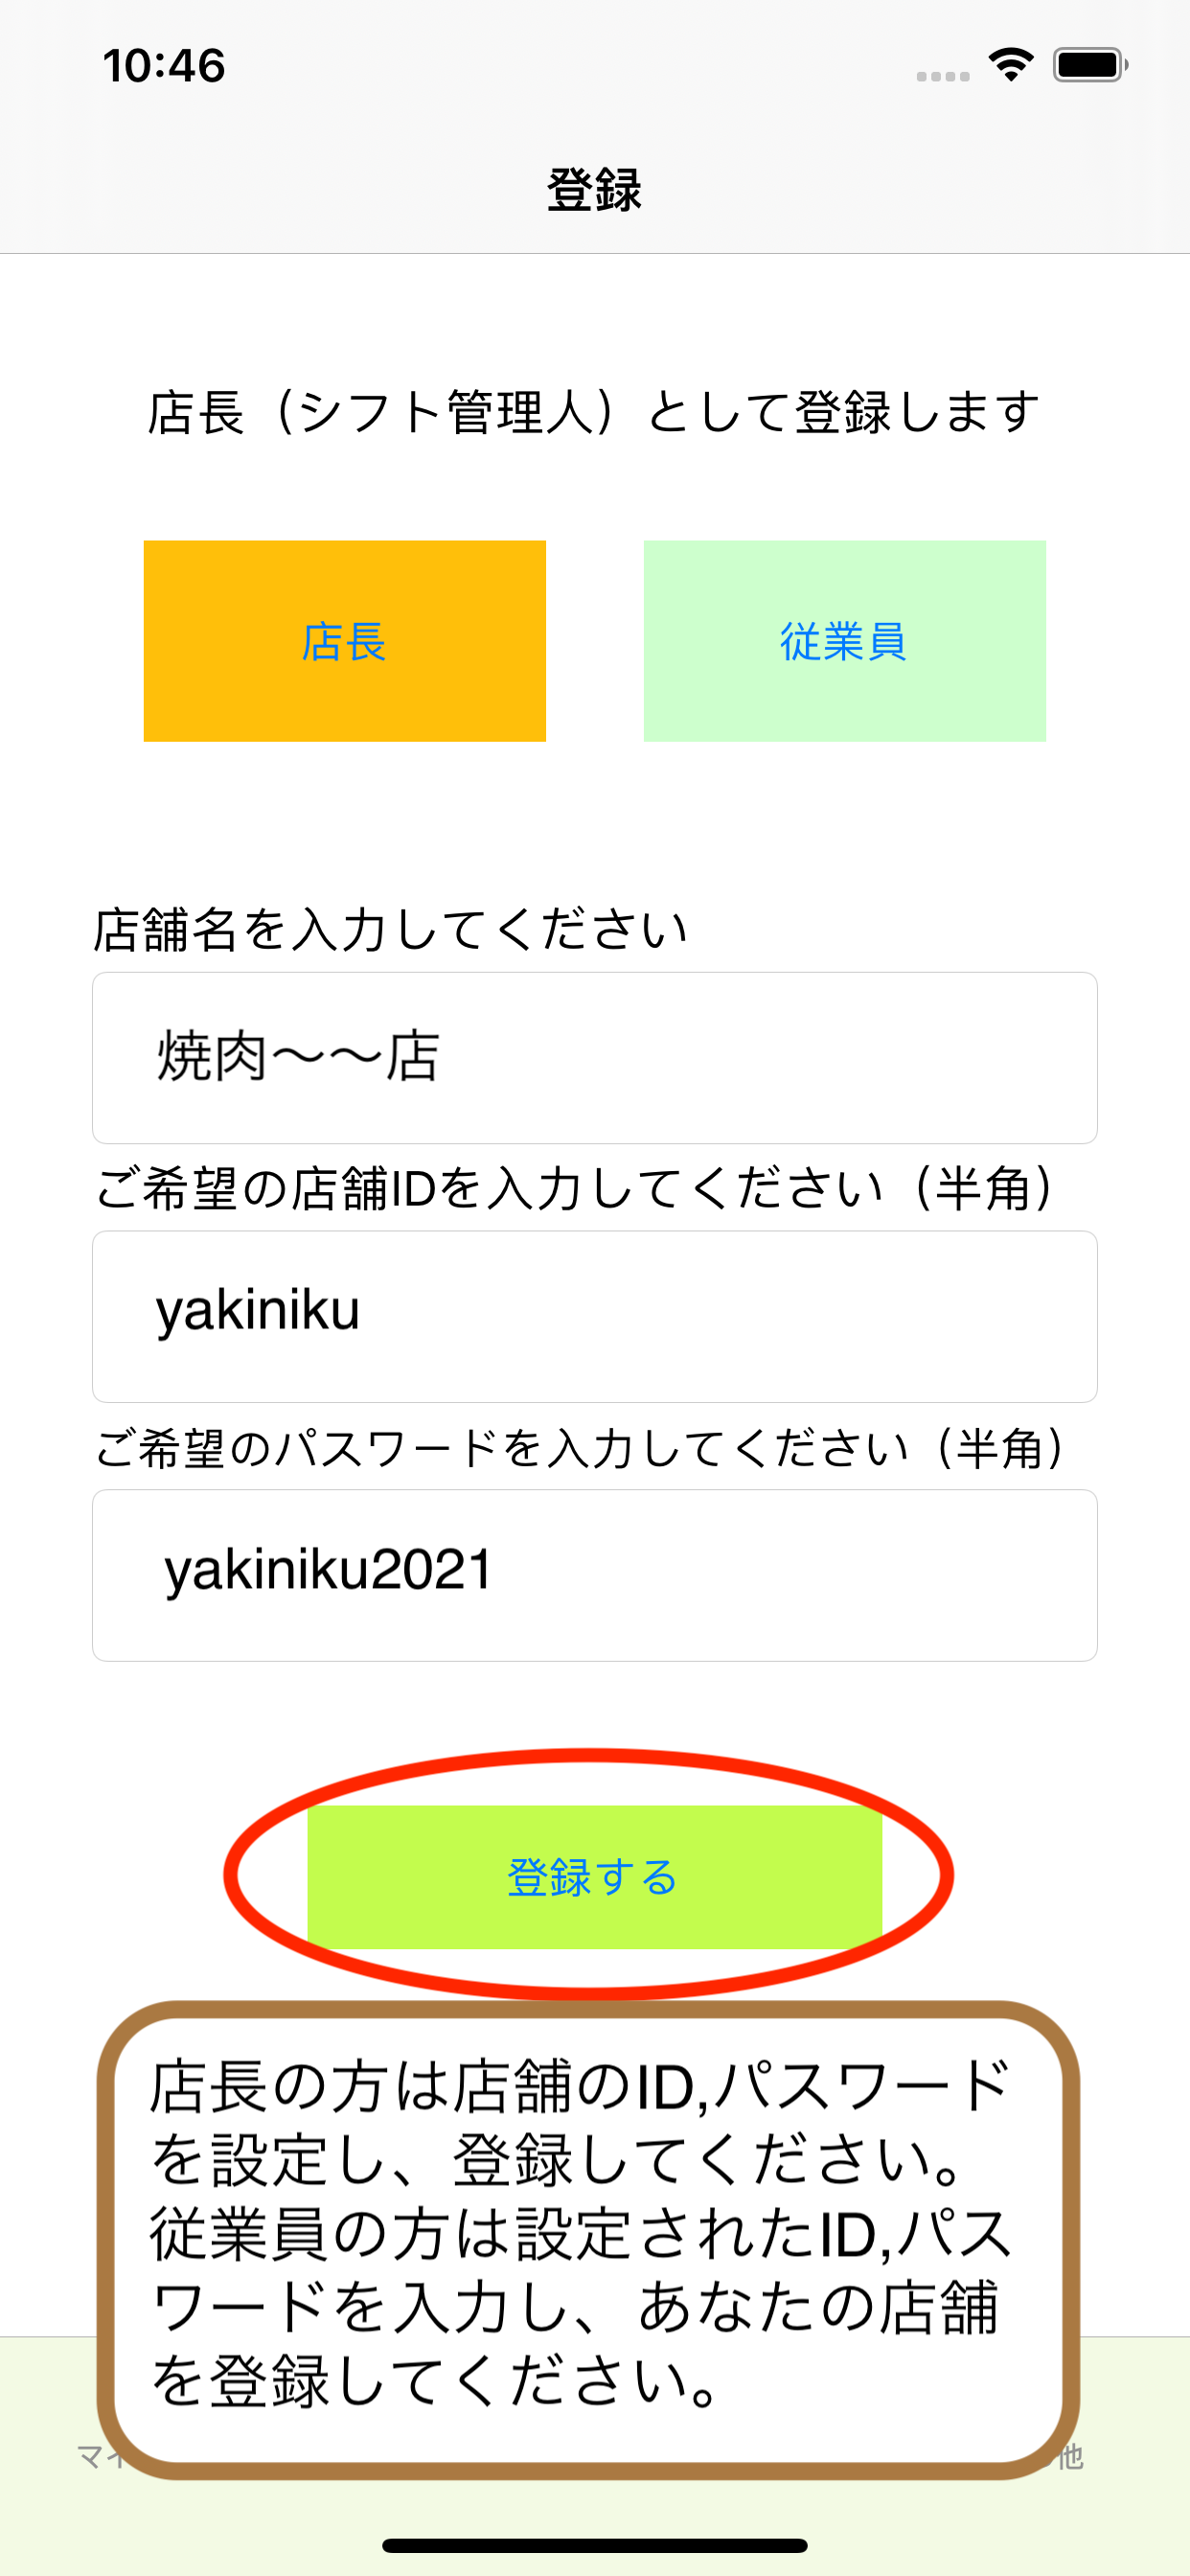 10:46
登録
店長（シフト管理人）として登録します
店長
従業員
店舗名を入力してください
焼肉〜〜店
ご希望の店舗IDを入力してください（半角）
yakiniku
ご希望のパスワードを入力してください（半角）
yakiniku2021
登録する
店長の方は店舗のID,パスワード
を設定し、登録してください。
従業員の方は設定されたID,パス
ワードを入力し、あなたの店舗
を登録してください。
マイ
他